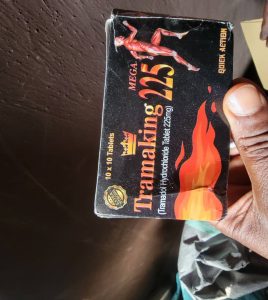 10 x 10 Tablets
MEGA
Tramaking 225
(Tramadol Hydrochloride Tablet 225mg)
QUICK ACTION